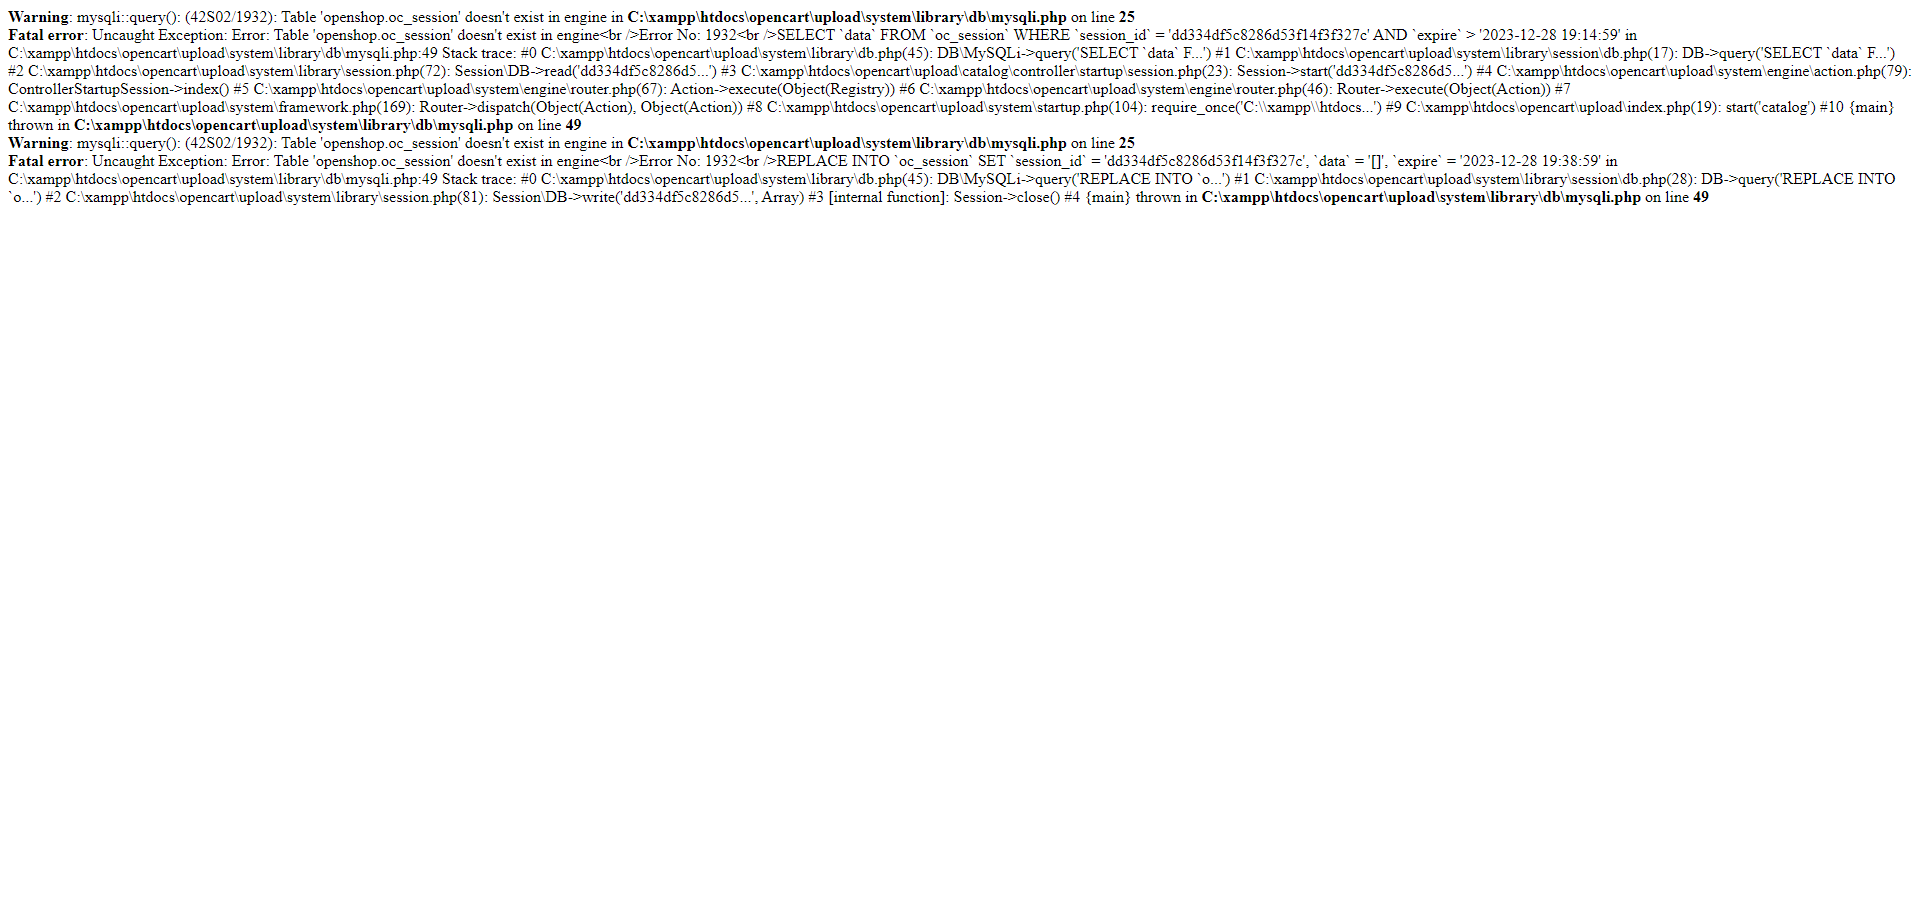 Warning: mysqli::query(): (42S02/1932): Table 'openshop.oc_session' doesn't exist in engine in C:\xampp\htdocs\opencart\upload\system\library\db\mysqli.php on line 25
Fatal error: Uncaught Exception: Error: Table 'openshop.oc_session' doesn't exist in engine<br />Error No: 1932<br />SELECT `data` FROM `oc_session` WHERE `session_id` = 'dd334df5c8286d53f14f3f327c' AND `expire` > '2023-12-28 19:14:59' in
C:\xampp\htdocs\opencart\upload\system\library\db\mysqli.php:49 Stack trace: #0 C:\xampp\htdocs\opencart\upload\system\library\db.php(45): DB\MySQLi->query('SELECT `data` F...') #1 C:\xampp\htdocs\opencart\upload\system\library\session\db.php(17): DB->query('SELECT `data` F...')
#2 C:\xampp\htdocs\opencart\upload\system\library\session.php(72): Session\DB->read('dd334df5c8286d5...') #3 C:\xampp\htdocs\opencart\upload\catalog\controller\startup\session.php(23): Session->start('dd334df5c8286d5...') #4 C:\xampp\htdocs\opencart\upload\system\engine\action.php(79):
ControllerStartupSession->index() #5 C:\xampp\htdocs\opencart\upload\system\engine\router.php(67): Action->execute(Object(Registry)) #6 C:\xampp\htdocs\opencart\upload\system\engine\router.php(46): Router->execute(Object(Action)) #7
C:\xampp\htdocs\opencart\upload\system\framework.php(169): Router->dispatch(Object(Action), Object(Action)) #8 C:\xampp\htdocs\opencart\upload\system\startup.php(104): require_once('C:\\xampp\\htdocs...') #9 C:\xampp\htdocs\opencart\upload\index.php(19): start('catalog') #10 {main}
thrown in C:\xampp\htdocs\opencart\upload\system\library\db\mysqli.php on line 49
Warning: mysqli::query(): (42S02/1932): Table 'openshop.oc_session' doesn't exist in engine in C:\xampp\htdocs\opencart\upload\system\library\db\mysqli.php on line 25
Fatal error: Uncaught Exception: Error: Table 'openshop.oc_session' doesn't exist in engine<br />Error No: 1932<br />REPLACE INTO `oc_session` SET `session_id` = 'dd334df5c8286d53f14f3f327c', `data` = '[]', `expire` = '2023-12-28 19:38:59' in
C:\xampp\htdocs\opencart\upload\system\library\db\mysqli.php:49 Stack trace: #0 C:\xampp\htdocs\opencart\upload\system\library\db.php(45): DB\MySQLi->query('REPLACE INTO `o...') #1 C:\xampp\htdocs\opencart\upload\system\library\session\db.php(28): DB->query('REPLACE INTO
`o...') #2 C:\xampp\htdocs\opencart\upload\system\library\session.php(81): Session\DB->write('dd334df5c8286d5...', Array) #3 [internal function]: Session->close() #4 {main} thrown in C:\xampp\htdocs\opencart\upload\system\library\db\mysqli.php on line 49